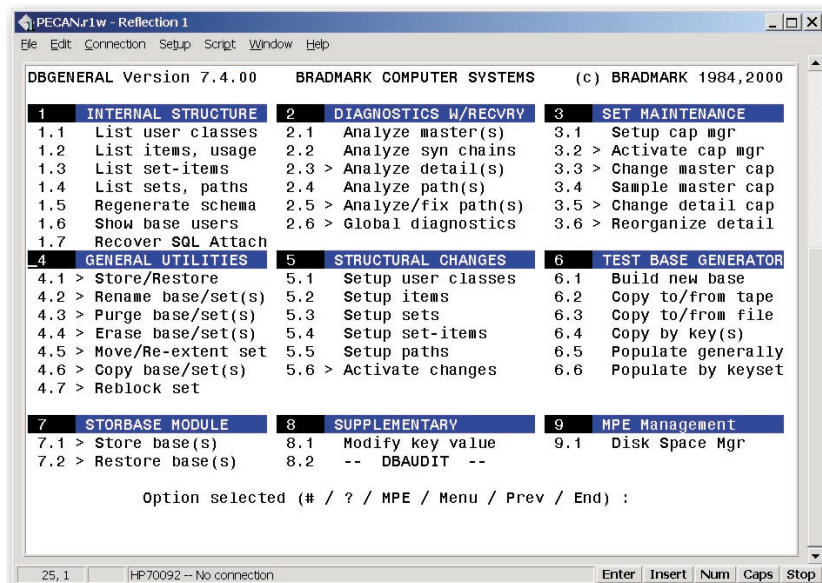 PECAN.r1w - Reflection 1
File Edit Connection Setup Script Window Help
DBGENERAL Version 7.4.00 BRADMARK COMPUTER SYSTEMS (c) BRADMARK 1984,2000
1 INTERNAL STRUCTURE 2 DIAGNOSTICS W/RECVRY 3 SET MAINTENANCE
1.1 List user classes 2.1 Analyze master(s) 3.1 Setup cap mgr
1.2 List items, usage 2.2 Analyze syn chains 3.2 > Activate cap mgr
1.3 List set-items 2.3 > Analyze detail(s) 3.3 > Change master cap
1.4 List sets, paths 2.4 Analyze path(s) 3.4 Sample master cap
1.5 Regenerate schema 2.5 > Analyze/fix path(s) 3.5 > Change detail cap
1.6 Show base users 2.6 > Global diagnostics 3.6 > Reorganize detail
1.7 Recover SQL Attach
_4 GENERAL UTILITIES 5 STRUCTURAL CHANGES 6 TEST BASE GENERATOR
4.1 > Store/Restore 5.1 Setup user classes 6.1 Build new base
4.2 > Rename base/set(s) 5.2 Setup items 6.2 Copy to/from tape
4.3 > Purge base/set(s) 5.3 Setup sets 6.3 Copy to/from file
4.4 > Erase base/set(s) 5.4 Setup set-items 6.4 Copy by key(s)
4.5 > Move/Re-extent set 5.5 Setup paths 6.5 Populate generally
4.6 > Copy base/set(s) 5.6 > Activate changes 6.6 Populate by keyset
4.7 > Reblock set
7 STORBASE MODULE 8 SUPPLEMENTARY 9 MPE Management
7.1 > Store base(s) 8.1 Modify key value 9.1 Disk Space Mgr
7.2 > Restore base(s) 8.2 -- DBAUDIT --
Option selected (# / ? / MPE / Menu / Prev / End) :
25, 1 HP70092 -- No connection Enter Insert Num Caps Stop